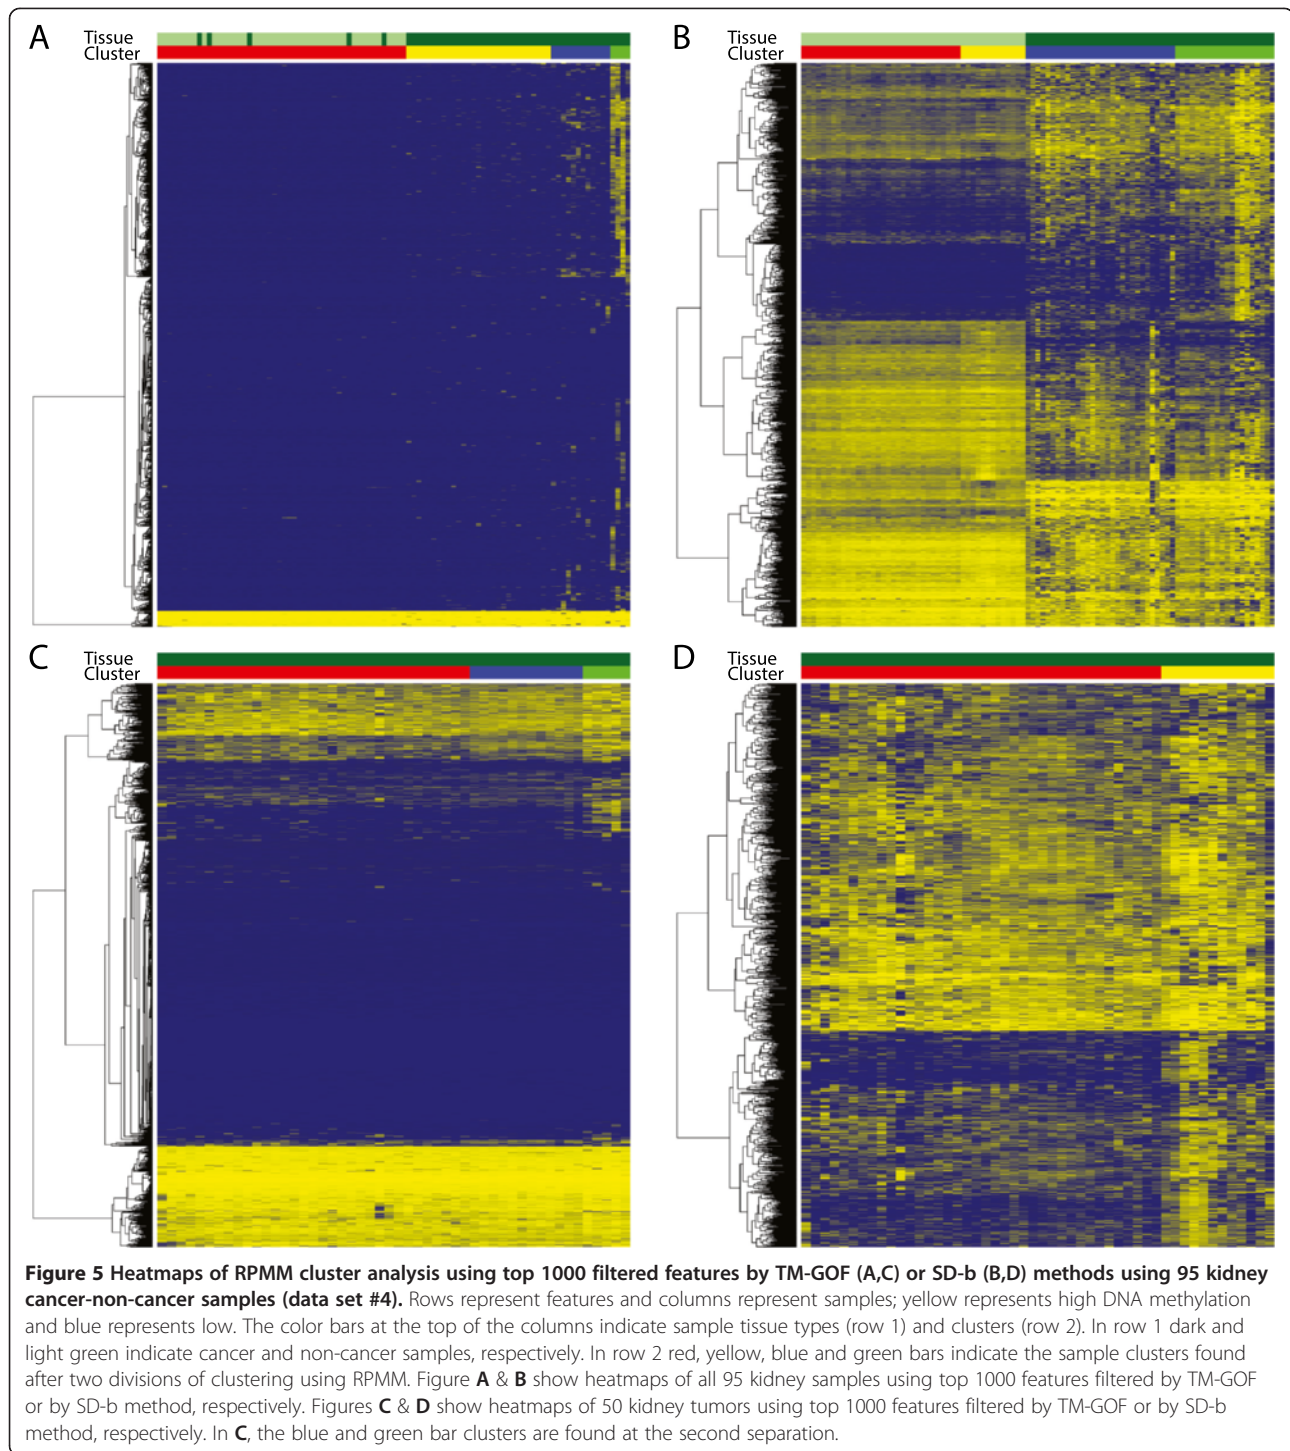 A
Tissue
Cluster
B
Tissue
Cluster
C
Tissue
Cluster
D
Tissue
Cluster
Figure 5 Heatmaps of RPMM cluster analysis using top 1000 filtered features by TM-GOF (A,C) or SD-b (B,D) methods using 95 kidney
cancer-non-cancer samples (data set #4). Rows represent features and columns represent samples; yellow represents high DNA methylation
and blue represents low. The color bars at the top of the columns indicate sample tissue types (row 1) and clusters (row 2). In row 1 dark and
light green indicate cancer and non-cancer samples, respectively. In row 2 red, yellow, blue and green bars indicate the sample clusters found
after two divisions of clustering using RPMM. Figure A & B show heatmaps of all 95 kidney samples using top 1000 features filtered by TM-GOF
or by SD-b method, respectively. Figures C & D show heatmaps of 50 kidney tumors using top 1000 features filtered by TM-GOF or by SD-b
method, respectively. In C, the blue and green bar clusters are found at the second separation.